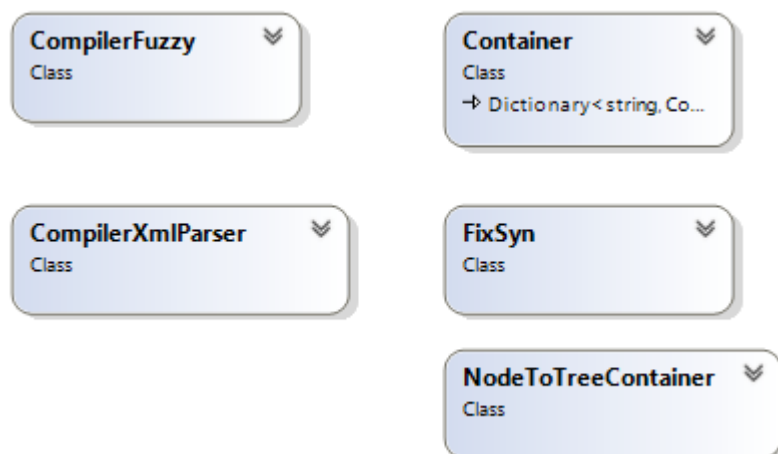 CompilerFuzzy
Class
Container
Class
Dictionary<string, Co...
CompilerXmlParser
Class
FixSyn
Class
NodeToTreeContainer
Class